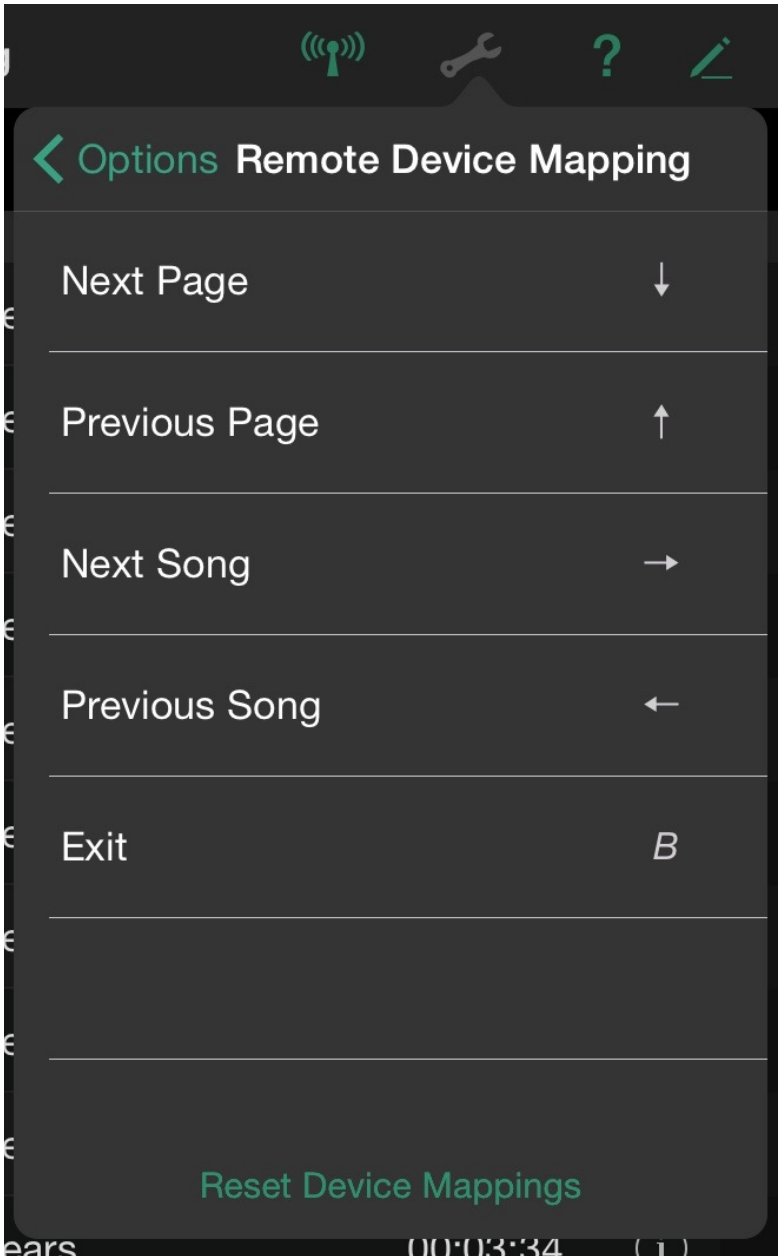 ?
Options Remote Device Mapping
Next Page ↓
Previous Page ↑
Next Song →
Previous Song ←
Exit B
Reset Device Mappings
ears 00:03:34 i